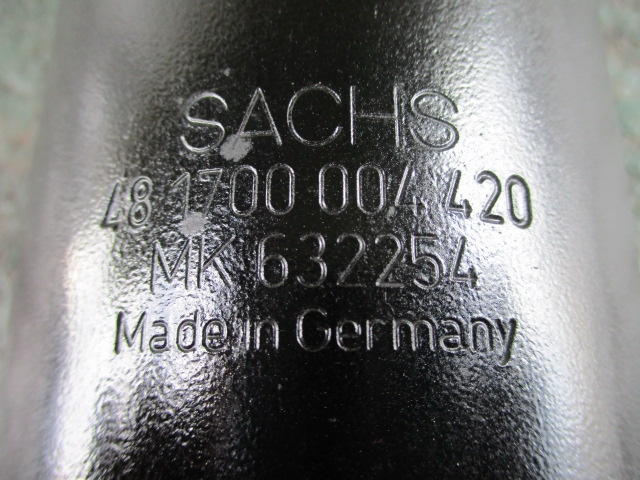 SACHS
48 1700 004 420
MK 632254
Made in Germany